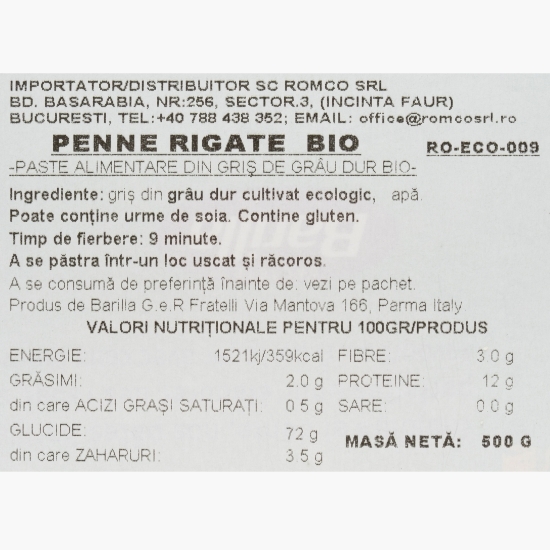 IMPORTATOR/DISTRIBUITOR SC ROMCO SRL
BD. BASARABIA, NR:256, SECTOR.3, (INCINTA FAUR)
BUCURESTI, TEL:+40 788 438 352; EMAIL: office@romcosrl.ro
PENNE RIGATE BIO RO-ECO-009
-PASTE ALIMENTARE DIN GRIȘ DE GRÂU DUR BIO-
Ingrediente: griș din grâu dur cultivat ecologic, apă.
Poate conține urme de soia. Contine gluten.
Timp de fierbere: 9 minute.
A se păstra într-un loc uscat și răcoros.
A se consumă de preferință înainte de: vezi pe pachet.
Produs de Barilla G.e.R Fratelli Via Mantova 166, Parma Italy
VALORI NUTRIȚIONALE PENTRU 100GR/PRODUS
ENERGIE: 1521kj/359kcal FIBRE: 3.0 g
GRĂSIMI: 2.0 g PROTEINE: 12 g
din care ACIZI GRAȘI SATURAȚI: 0.5 g SARE: 0.0 g
GLUCIDE: 72 g MASĂ NETĂ: 500 G
din care ZAHARURI: 3.5 g